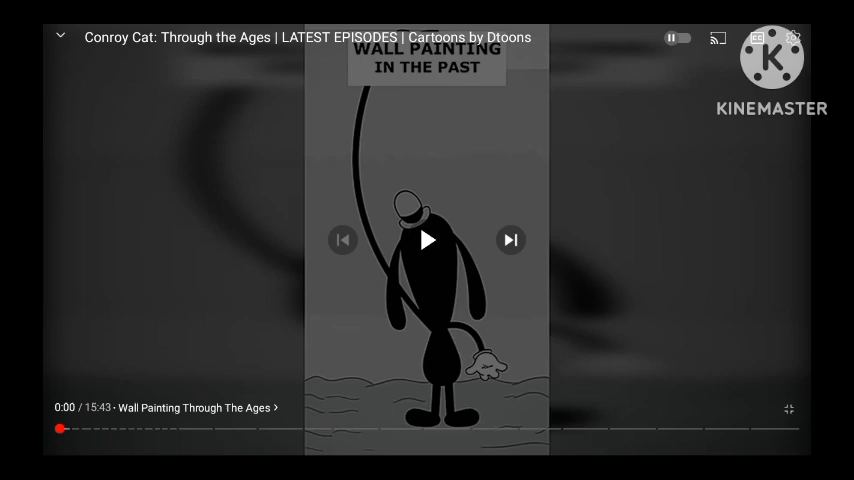 Conroy Cat: Through the Ages | LATEST EPISODES | Cartoons by Dtoons
CC
K
KINEMASTER
WALL PAINTING
IN THE PAST
0:00 / 15:43 · Wall Painting Through The Ages >